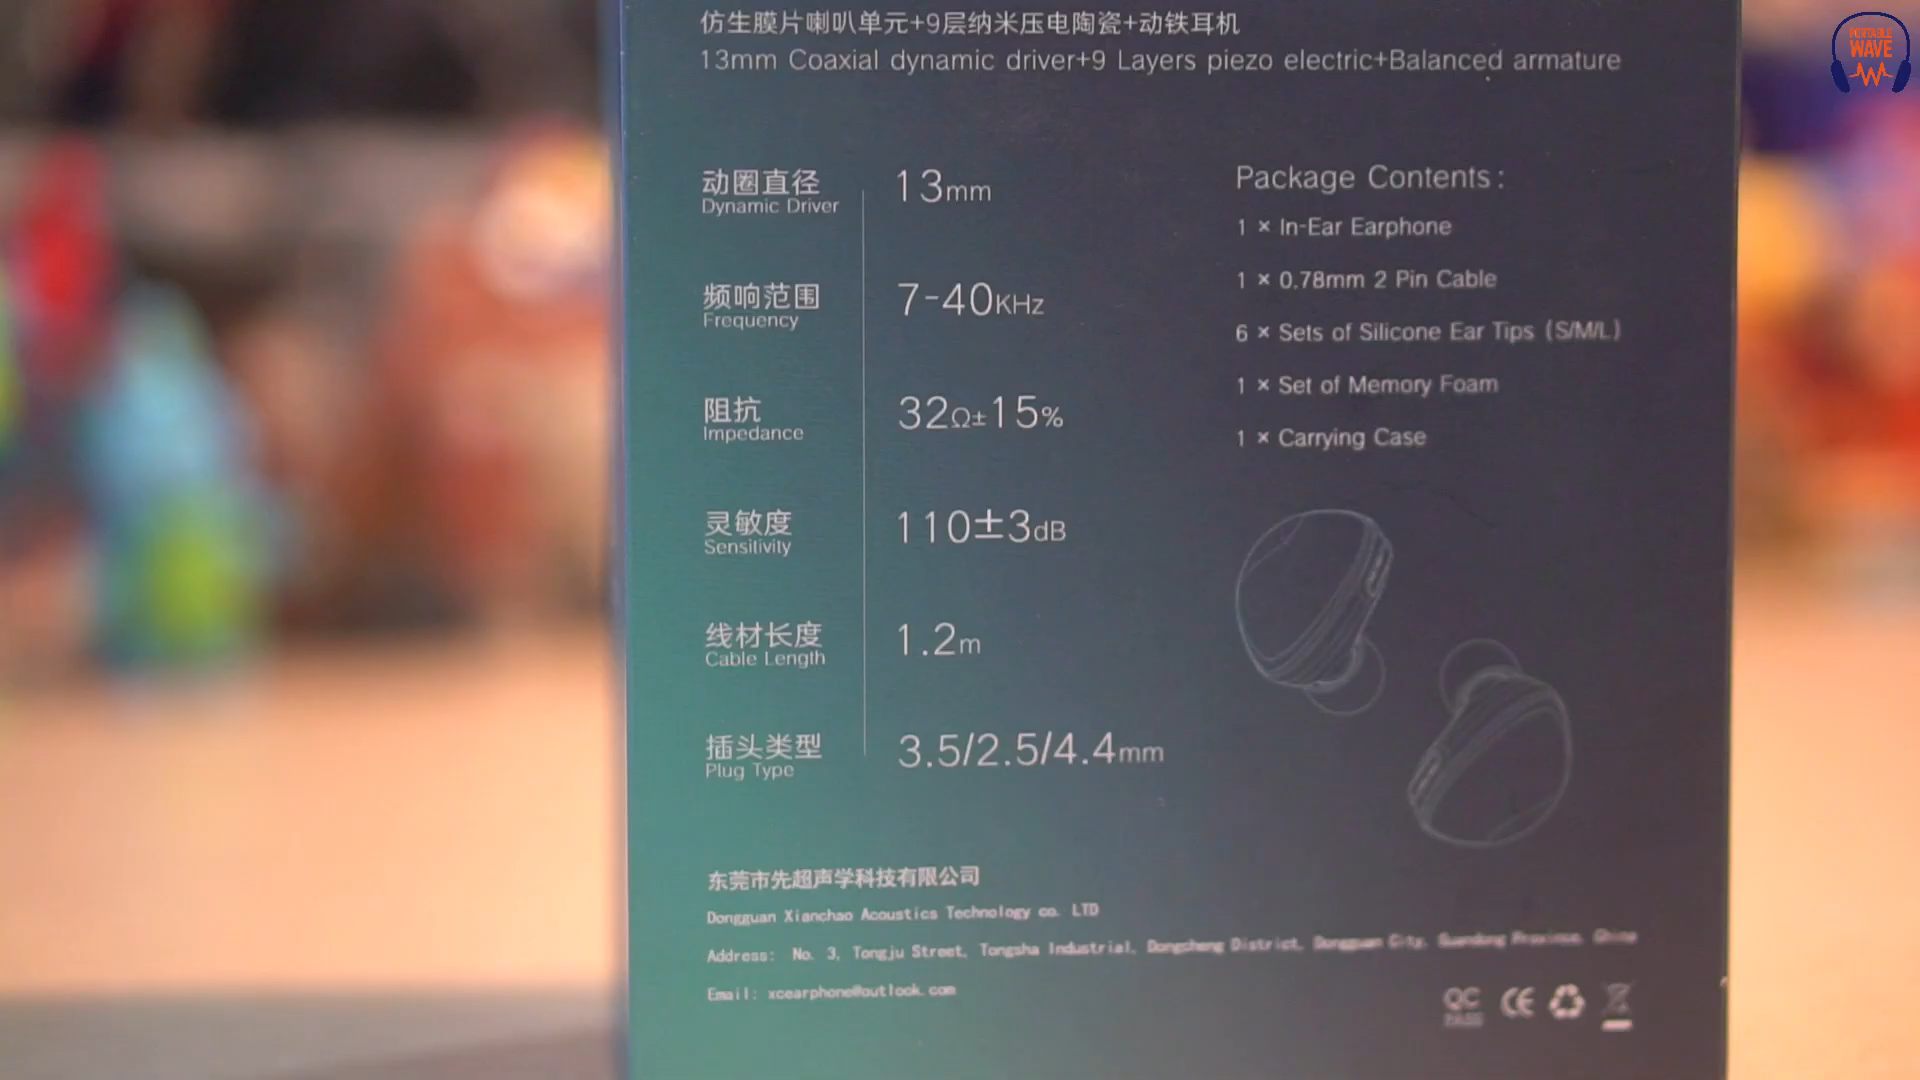 仿生膜片喇叭单元+9层纳米压电陶瓷+动铁耳机
13mm Coaxial dynamic driver+9 Layers piezo electric+Balanced armature
动圈直径
Dynamic Driver
13mm
频响范围
Frequency
7-40KHz
阻抗
Impedance
32Ω±15%
灵敏度
Sensitivity
110±3dB
线材长度
Cable Length
1.2m
插头类型
Plug Type
3.5/2.5/4.4mm
Package Contents:
1 × In-Ear Earphone
1 × 0.78mm 2 Pin Cable
6 × Sets of Silicone Ear Tips (S/M/L)
1 × Set of Memory Foam
1 × Carrying Case
东莞市先超声学科技有限公司
Dongguan Xianchao Acoustics Technology co. LTD
Address: No. 3, Tongju Street, Tongsha Industrial, Dongcheng District, Dongguan City, Guandong Province, China
Email: xcearphone@outlook.com
QC
PASS
CE
PORTABLE
WAVE